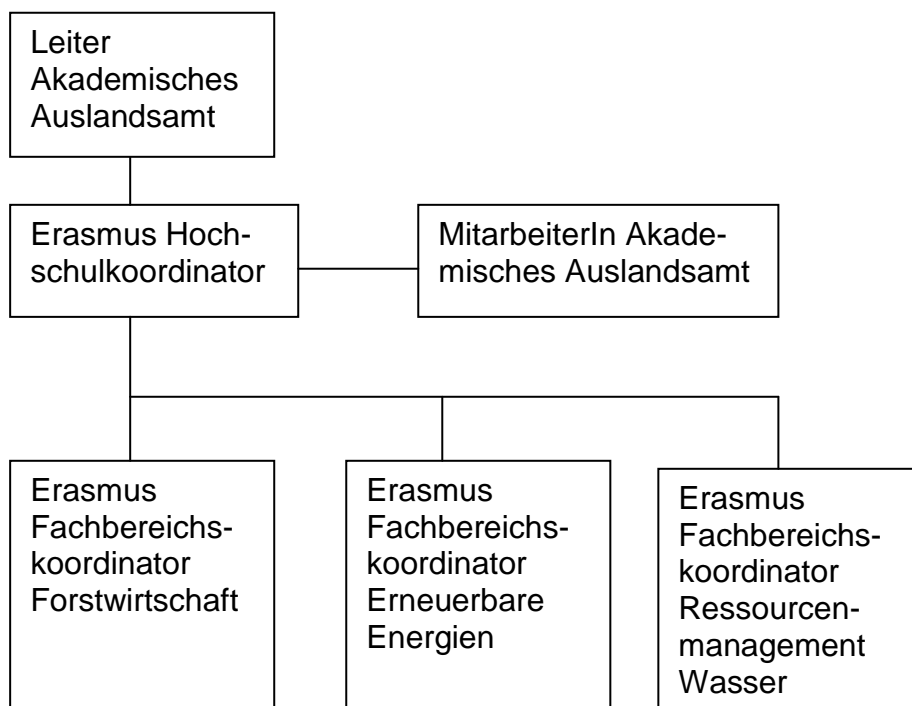 Leiter
Akademisches
Auslandsamt
Erasmus Hoch-
schulkoordinator
MitarbeiterIn Akade-
misches Auslandsamt
Erasmus
Fachbereichs-
koordinator
Forstwirtschaft
Erasmus
Fachbereichs-
koordinator
Erneuerbare
Energien
Erasmus
Fachbereichs-
koordinator
Ressourcen-
management
Wasser